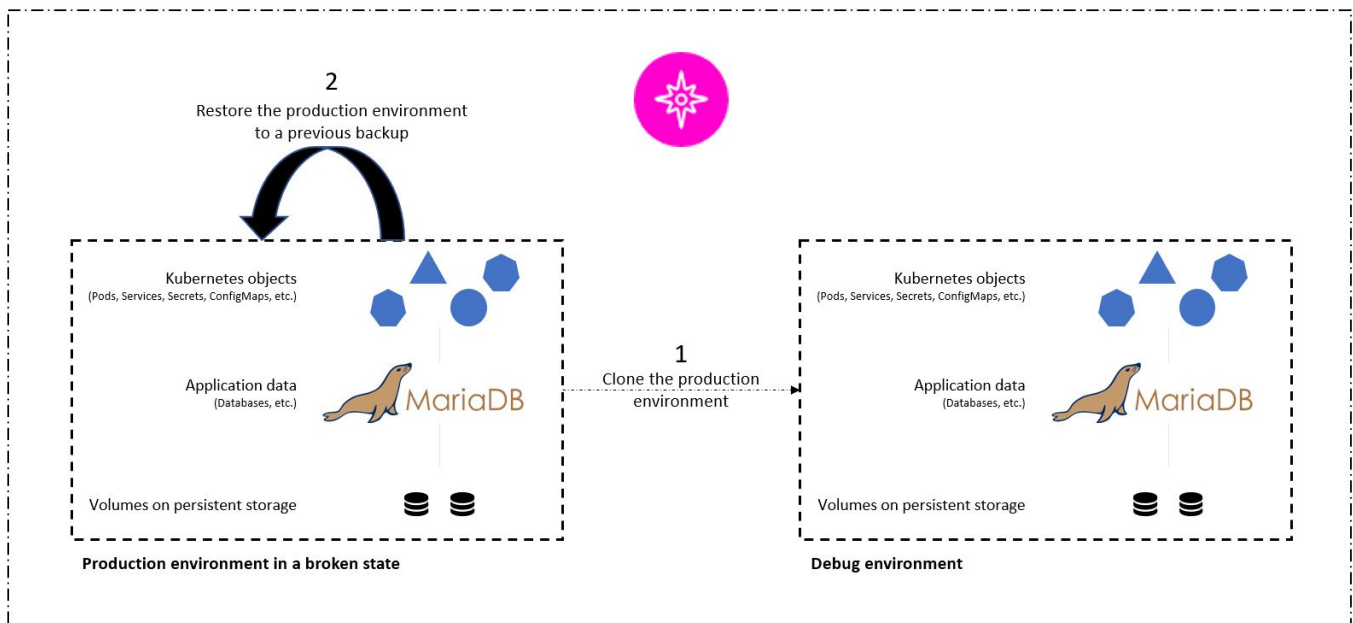 2
Restore the production environment
to a previous backup
Kubernetes objects
(Pods, Services, Secrets, ConfigMaps, etc.)
Application data
(Databases, etc.)
MariaDB
Volumes on persistent storage
Production environment in a broken state
1
Clone the production
environment
Kubernetes objects
(Pods, Services, Secrets, ConfigMaps, etc.)
Application data
(Databases, etc.)
MariaDB
Volumes on persistent storage
Debug environment